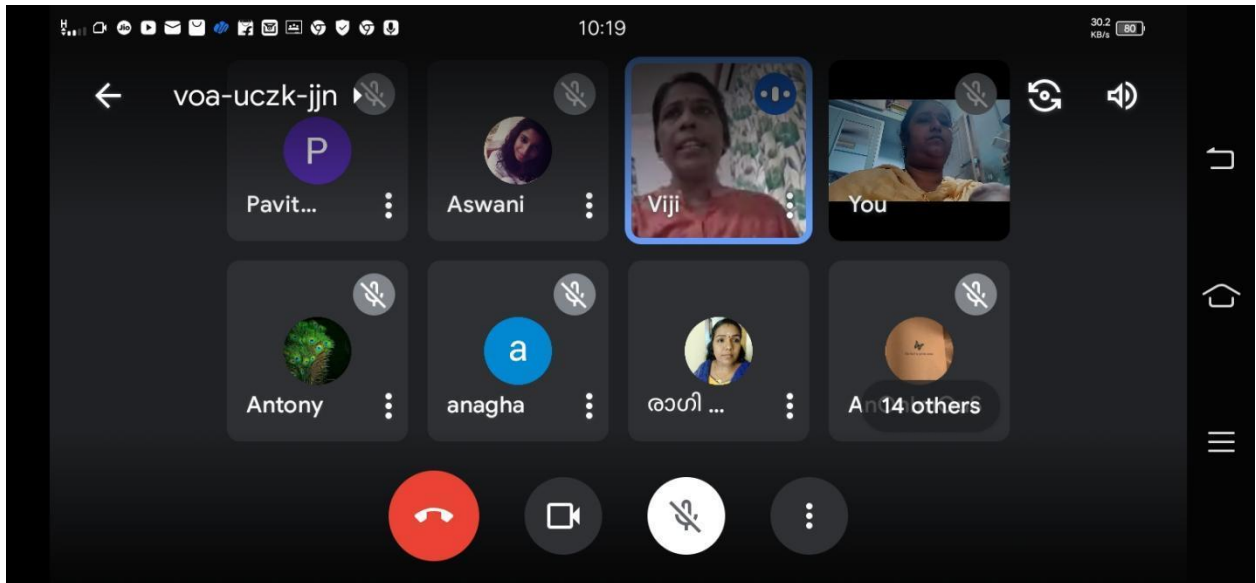 10:19
30.2
KB/s
80
voa-uczk-jjn
P
Pavit...
Aswani
Viji
You
Antony
a
anagha
രാഗി ...
14 others